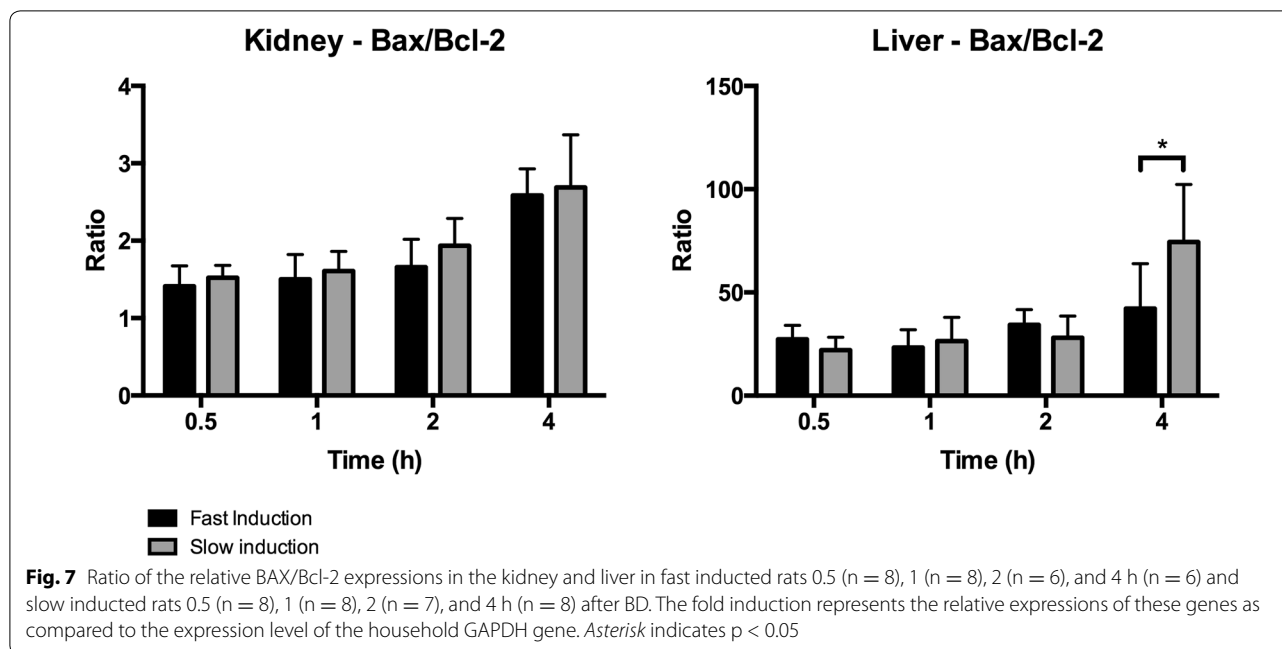 Kidney - Bax/Bcl-2
4
3
2
1
0
Ratio
0.5 1 2 4
Time (h)
Liver - Bax/Bcl-2
150
100
50
0
Ratio
*
0.5 1 2 4
Time (h)
Fast Induction
Slow induction
Fig. 7 Ratio of the relative BAX/Bcl-2 expressions in the kidney and liver in fast inducted rats 0.5 (n = 8), 1 (n = 8), 2 (n = 6), and 4 h (n = 6) and
slow inducted rats 0.5 (n = 8), 1 (n = 8), 2 (n = 7), and 4 h (n = 8) after BD. The fold induction represents the relative expressions of these genes as
compared to the expression level of the household GAPDH gene. Asterisk indicates p < 0.05